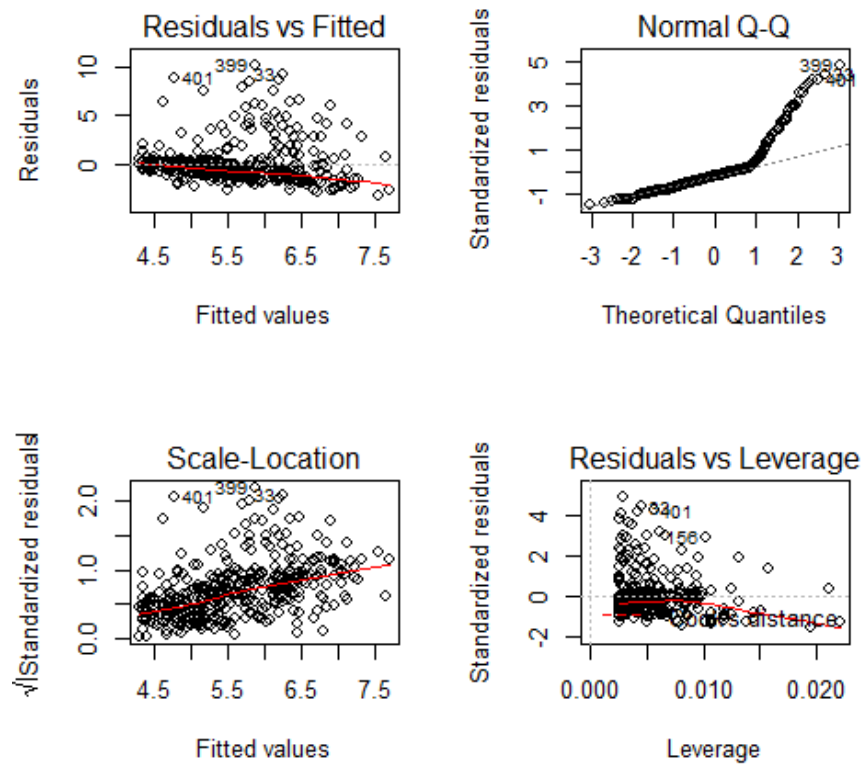 Residuals vs Fitted
Residuals
10
5
0
399
33
401
4.5 5.5 6.5 7.5
Fitted values
Normal Q-Q
Standardized residuals
5
3
1
-1
399
33
401
-3 -2 -1 0 1 2 3
Theoretical Quantiles
Scale-Location
√|Standardized residuals|
2.0
1.0
0.0
399
33
401
4.5 5.5 6.5 7.5
Fitted values
Residuals vs Leverage
Standardized residuals
4
2
0
-2
401
156
Cook's distance
0.000 0.010 0.020
Leverage